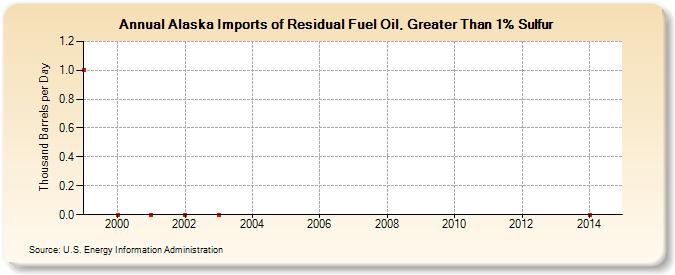 Annual Alaska Imports of Residual Fuel Oil, Greater Than 1% Sulfur
Thousand Barrels per Day
1.2
1.0
0.8
0.6
0.4
0.2
0.0
2000 2002 2004 2006 2008 2010 2012 2014
Source: U.S. Energy Information Administration